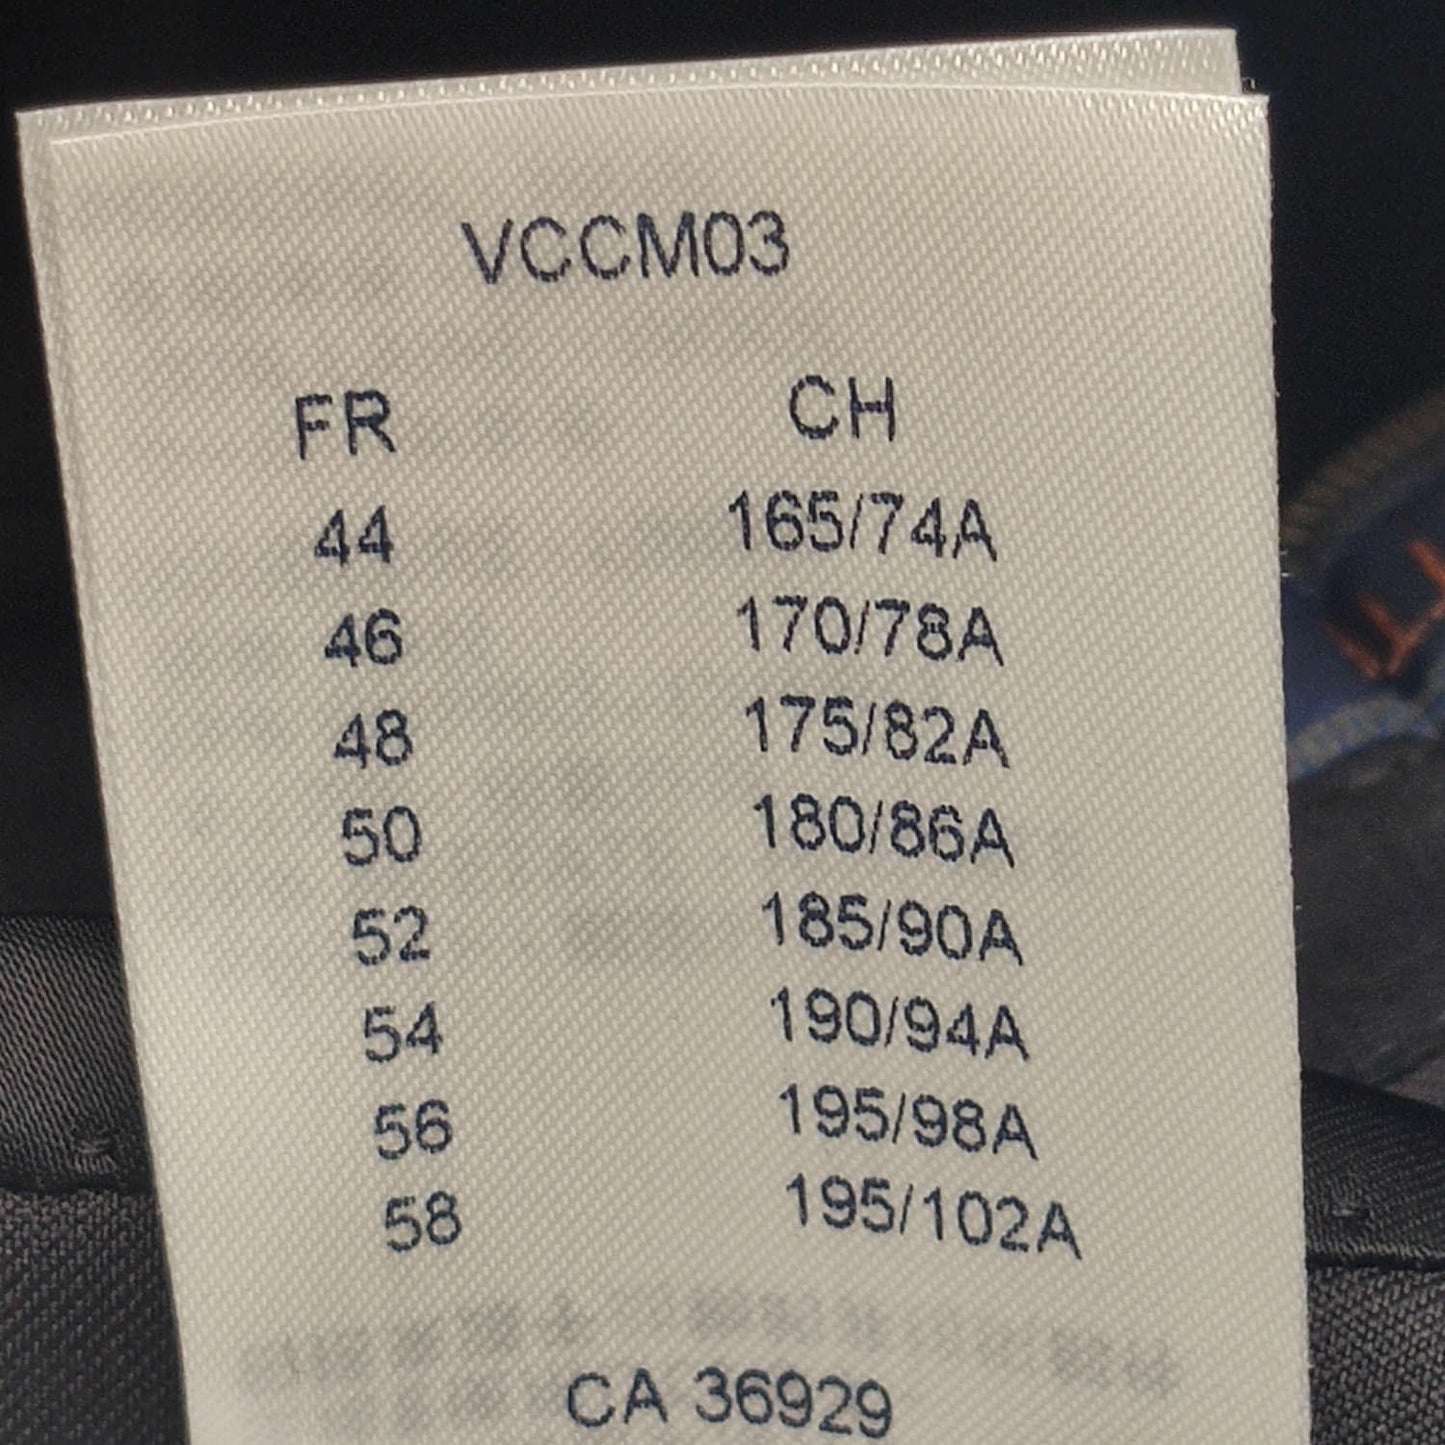 VCCM03
FR CH
44 165/74A
46 170/78A
48 175/82A
50 180/86A
52 185/90A
54 190/94A
56 195/98A
58 195/102A
CA 36929